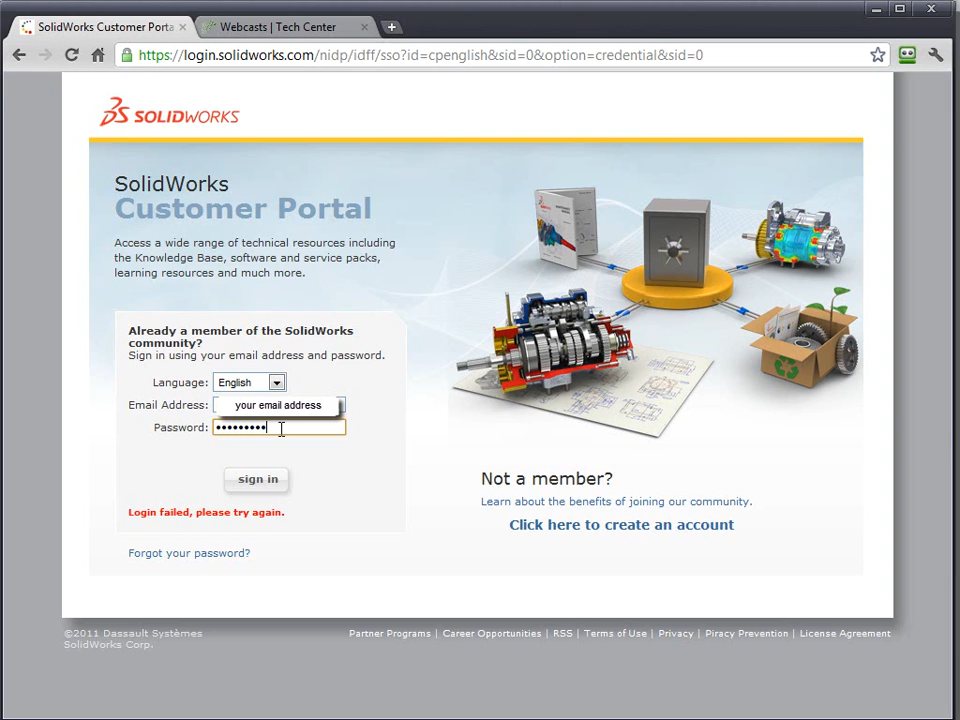 SolidWorks Customer Porta
Webcasts | Tech Center
https://login.solidworks.com/nidp/idff/sso?id=cpenglish&sid=0&option=credential&sid=0
SOLIDWORKS
SolidWorks
Customer Portal
Access a wide range of technical resources including
the Knowledge Base, software and service packs,
learning resources and much more.
Already a member of the SolidWorks
community?
Sign in using your email address and password.
Language: English
Email Address: your email address
Password: •••••••••
sign in
Login failed, please try again.
Forgot your password?
Not a member?
Learn about the benefits of joining our community.
Click here to create an account
©2011 Dassault Systèmes
SolidWorks Corp.
Partner Programs | Career Opportunities | RSS | Terms of Use | Privacy | Piracy Prevention | License Agreement